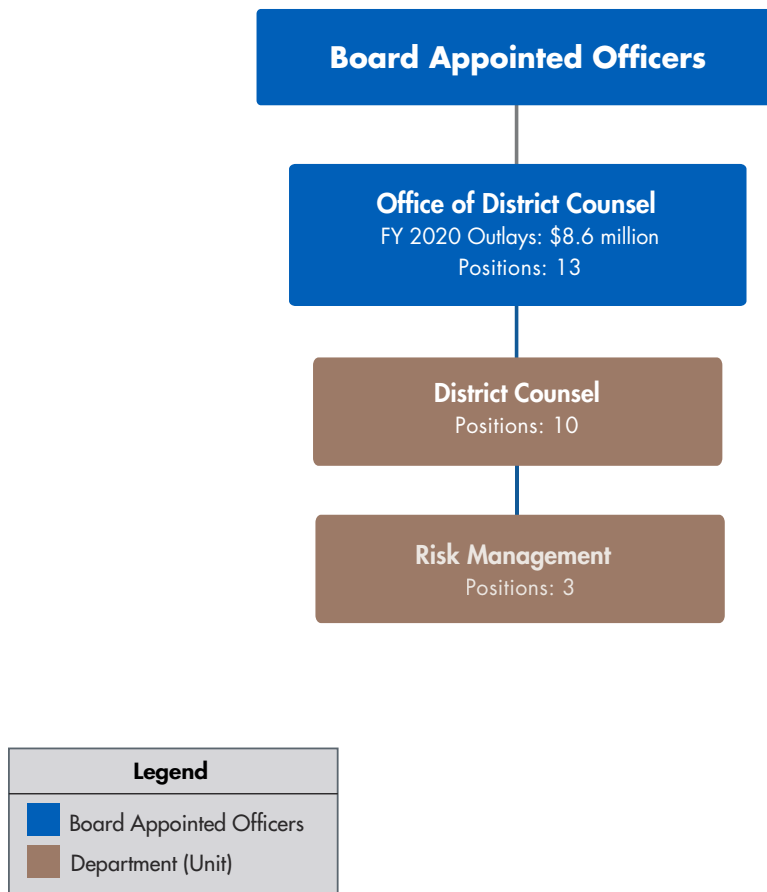 Board Appointed Officers
Office of District Counsel
FY 2020 Outlays: $8.6 million
Positions: 13
District Counsel
Positions: 10
Risk Management
Positions: 3
Legend
Board Appointed Officers
Department (Unit)